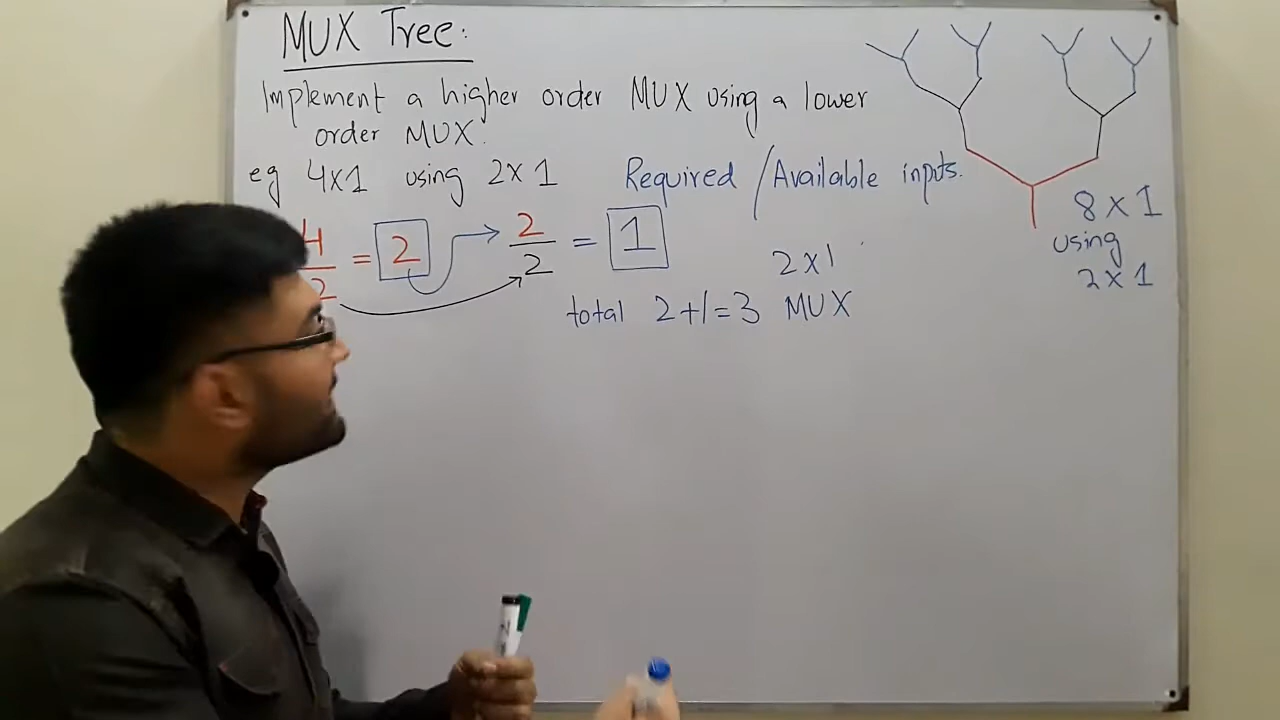 MUX Tree:
Implement a higher order MUX using a lower
order MUX.
eg 4x1 using 2x1
Required / Available inputs.
4/2 = 2 → 2/2 = 1
2x1
total 2+1=3 MUX
8x1
using
2x1